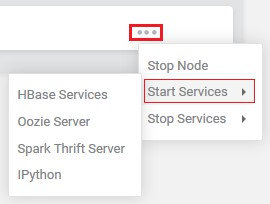 Stop Node
Start Services
Stop Services
HBase Services
Oozie Server
Spark Thrift Server
IPython